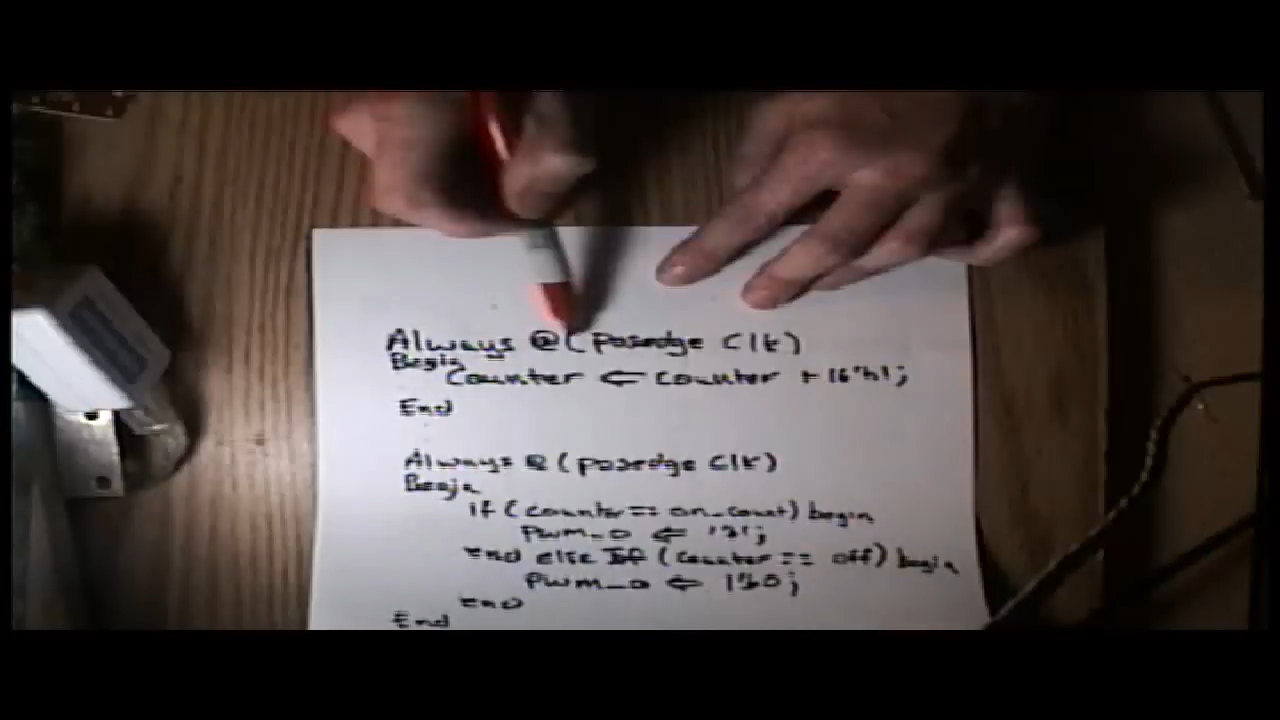 Always @(posedge Clk)
Begin
Counter <= counter + 16'h1;
End
Always @ (posedge Clk)
Begin
if (counter == on_count) begin
Pwm_o <= 1'b1;
end else If (counter == off) begin
Pwm_o <= 1'b0;
end
End